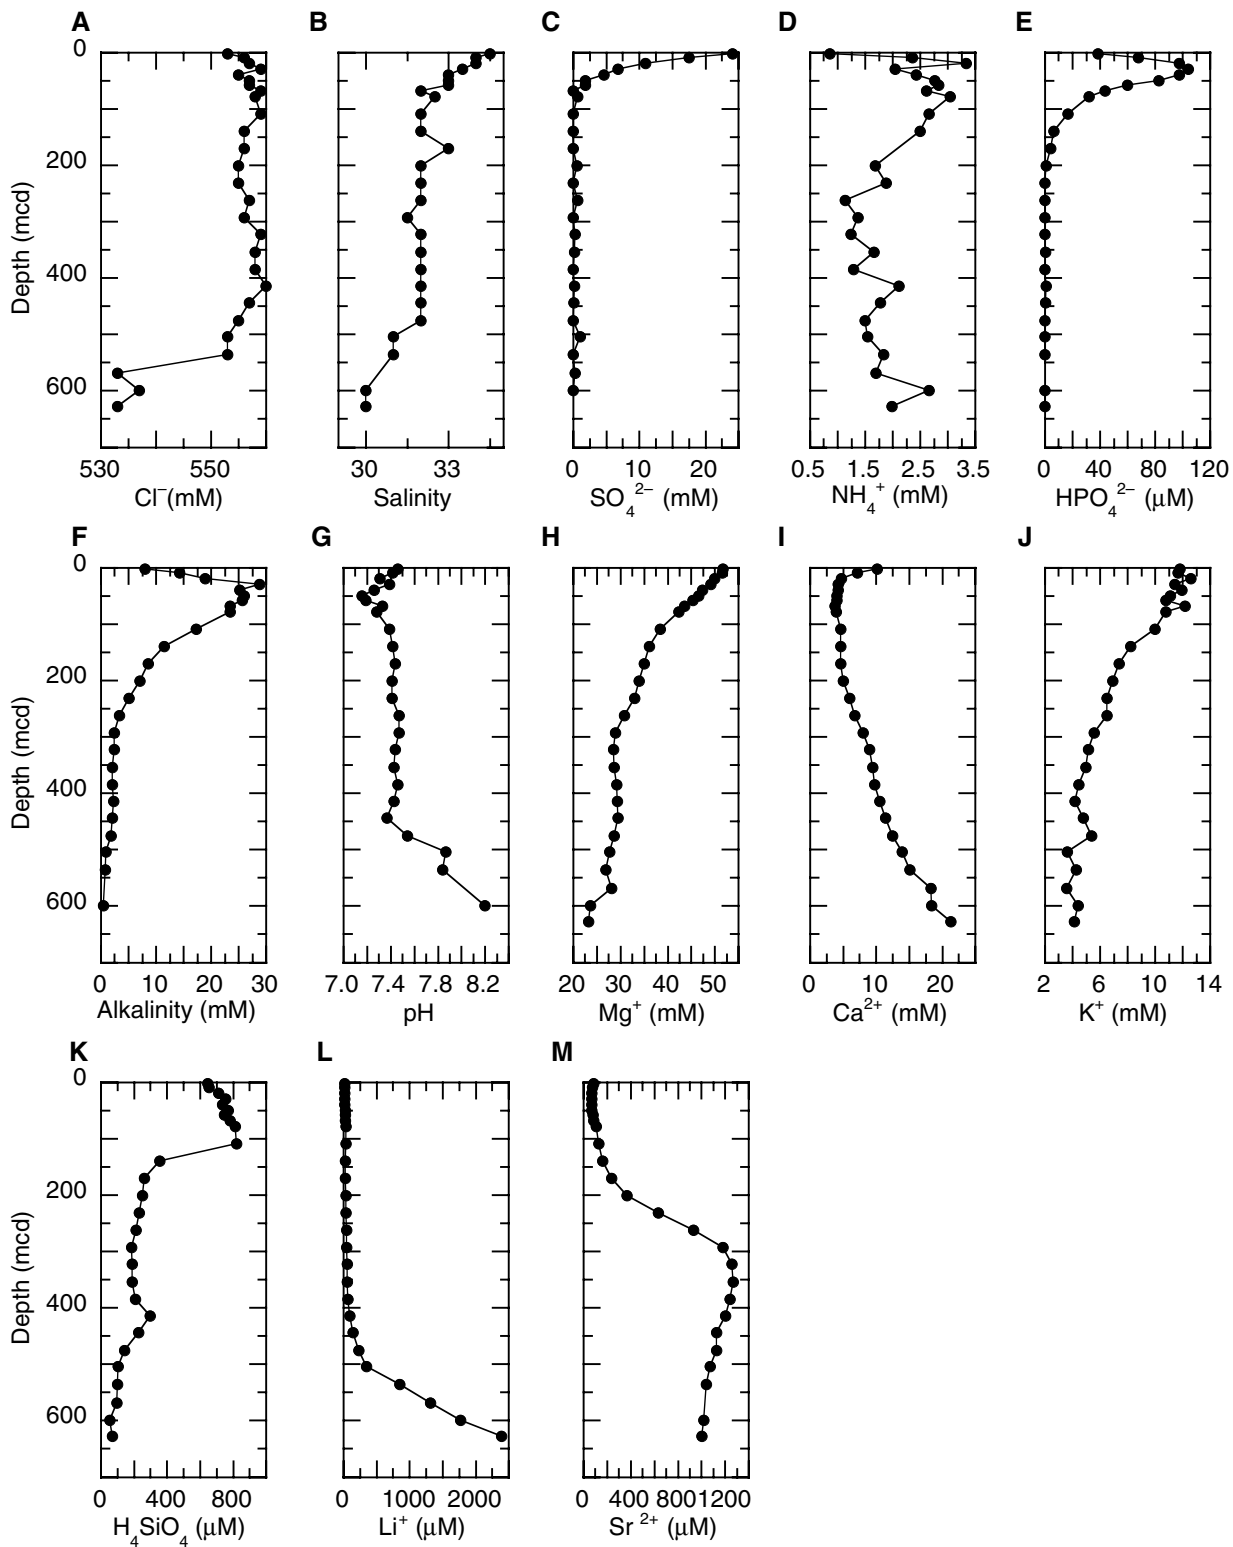 A B C D E
0
200
400
600
Depth (mcd)
530 550 30 33 0 10 20 0.5 1.5 2.5 3.5 0 40 80 120
Cl⁻(mM) Salinity SO₄²⁻ (mM) NH₄⁺ (mM) HPO₄²⁻ (µM)
F G H I J
0
200
400
600
Depth (mcd)
0 10 20 30 7.0 7.4 7.8 8.2 20 30 40 50 0 10 20 2 6 10 14
Alkalinity (mM) pH Mg⁺ (mM) Ca²⁺ (mM) K⁺ (mM)
K L M
0
200
400
600
Depth (mcd)
0 400 800 0 1000 2000 0 400 800 1200
H₄SiO₄ (µM) Li⁺ (µM) Sr ²⁺ (µM)